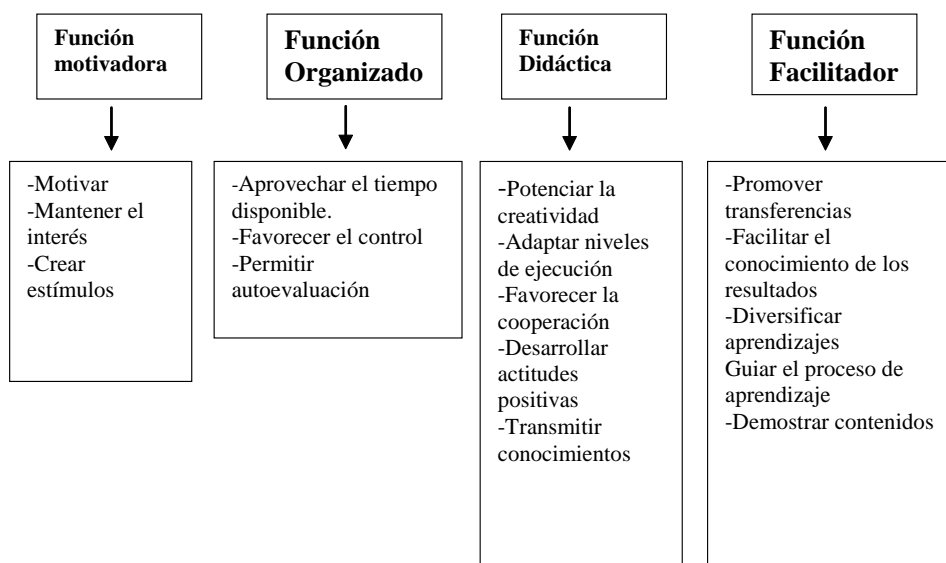 Función
motivadora
Función
Organizado
Función
Didáctica
Función
Facilitador
-Motivar
-Mantener el
interés
-Crear
estímulos
-Aprovechar el tiempo
disponible.
-Favorecer el control
-Permitir
autoevaluación
-Potenciar la
creatividad
-Adaptar niveles
de ejecución
-Favorecer la
cooperación
-Desarrollar
actitudes
positivas
-Transmitir
conocimientos
-Promover
transferencias
-Facilitar el
conocimiento de los
resultados
-Diversificar
aprendizajes
Guiar el proceso de
aprendizaje
-Demostrar contenidos